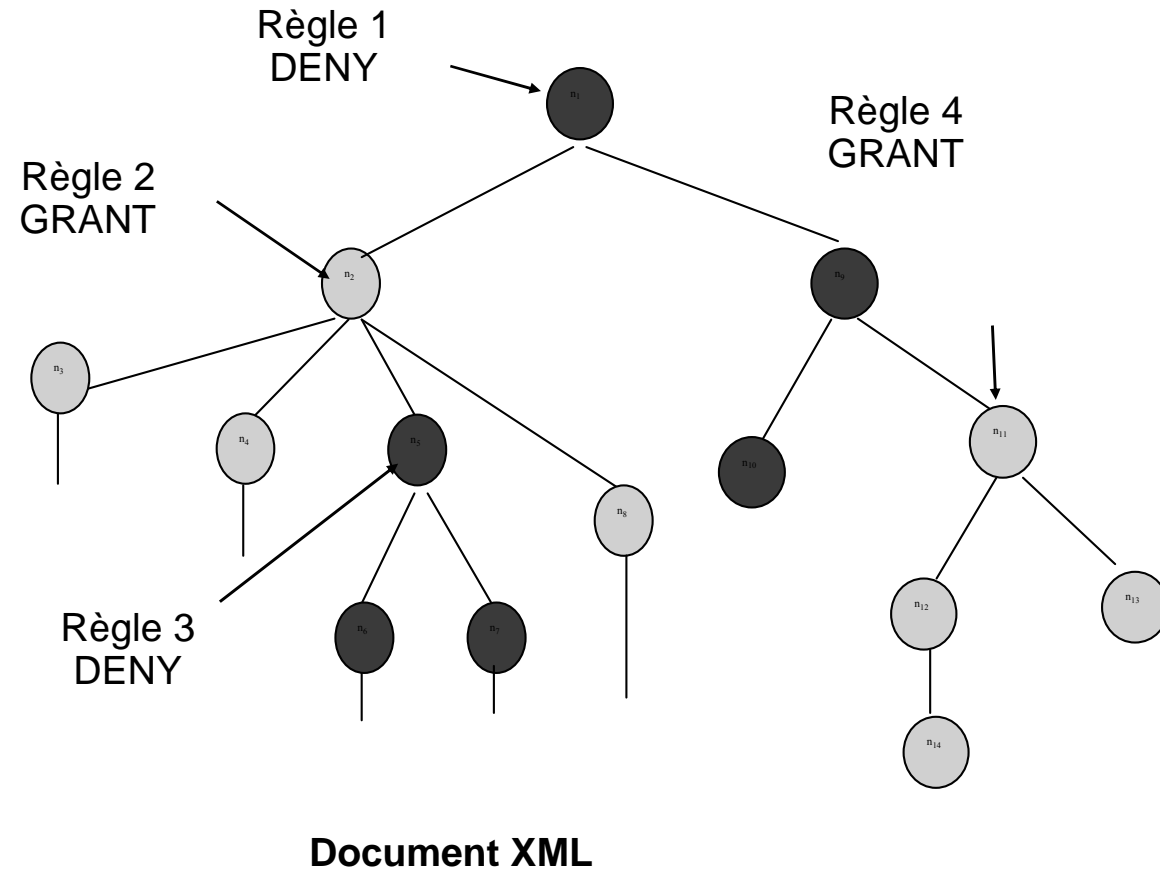 Règle 1
DENY
n₁
Règle 4
GRANT
Règle 2
GRANT
n₂
n₉
n₃
n₄
n₅
n₁₁
n₁₀
n₈
n₁₂
n₁₃
Règle 3
DENY
n₆
n₇
n₁₄
Document XML